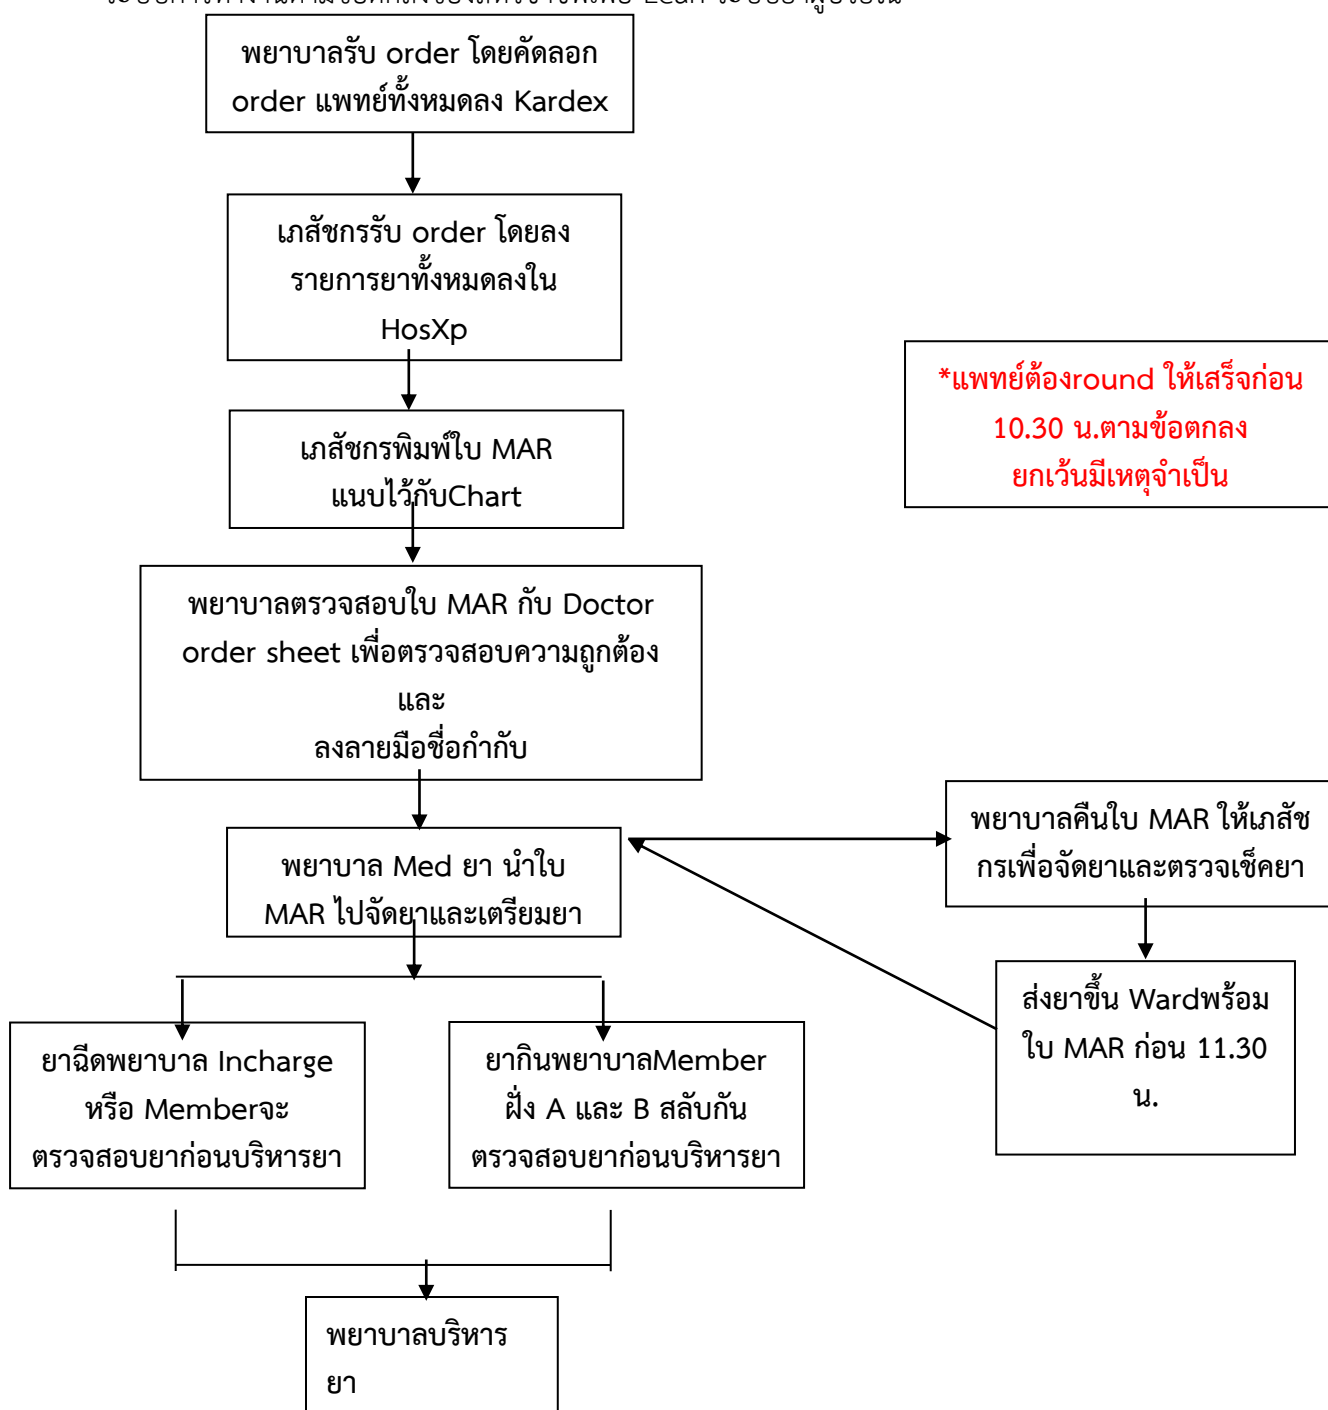 พยาบาลรับ order โดยคัดลอก
order แพทย์ทั้งหมดลง Kardex
เภสัชกรรับ order โดยลง
รายการยาทั้งหมดลงใน
HosXp
*แพทย์ต้องround ให้เสร็จก่อน
10.30 น.ตามข้อตกลง
ยกเว้นมีเหตุจำเป็น
เภสัชกรพิมพ์ใบ MAR
แนบไว้กับChart
พยาบาลตรวจสอบใบ MAR กับ Doctor
order sheet เพื่อตรวจสอบความถูกต้อง
และ
ลงลายมือชื่อกำกับ
พยาบาล Med ยา นำใบ
MAR ไปจัดยาและเตรียมยา
พยาบาลคืนใบ MAR ให้เภสัช
กรเพื่อจัดยาและตรวจเช็คยา
ส่งยาขึ้น Wardพร้อม
ใบ MAR ก่อน 11.30
น.
ยาฉีดพยาบาล Incharge
หรือ Memberจะ
ตรวจสอบยาก่อนบริหารยา
ยากินพยาบาลMember
ฝั่ง A และ B สลับกัน
ตรวจสอบยาก่อนบริหารยา
พยาบาลบริหาร
ยา